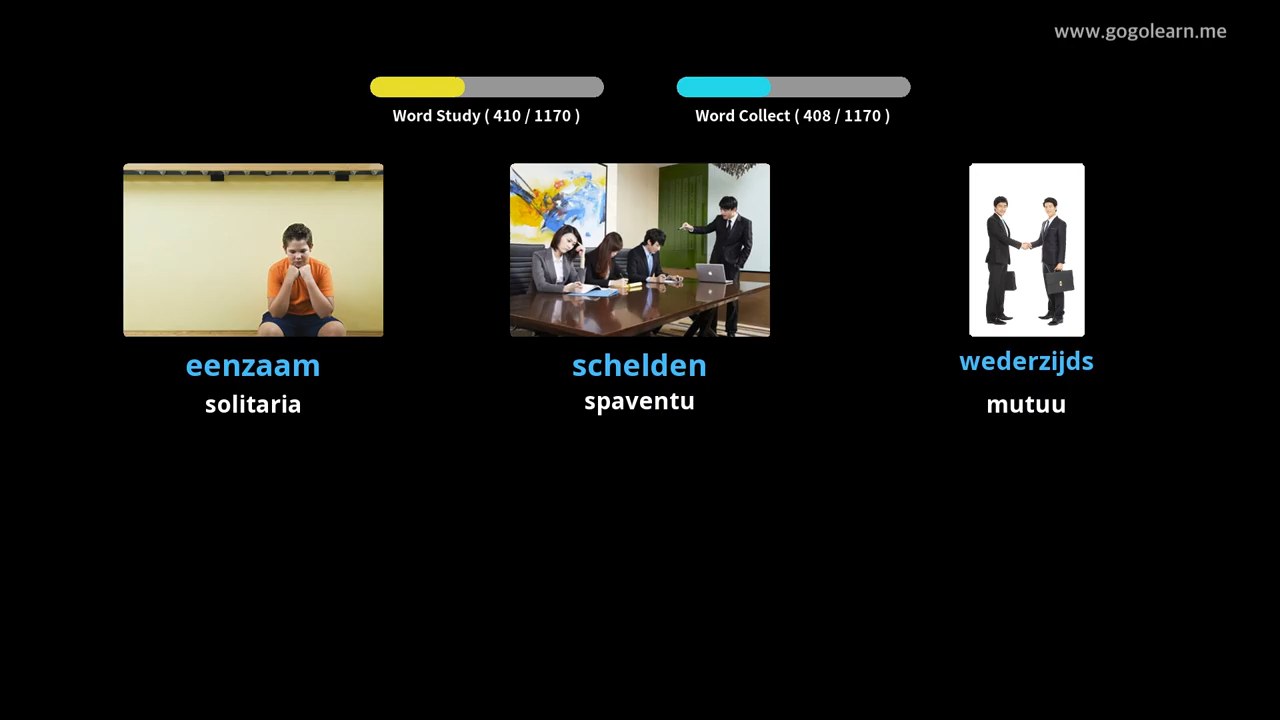 www.gogolearn.me
Word Study ( 410 / 1170 )
Word Collect ( 408 / 1170 )
eenzaam
solitaria
schelden
spaventu
wederzijds
mutuu